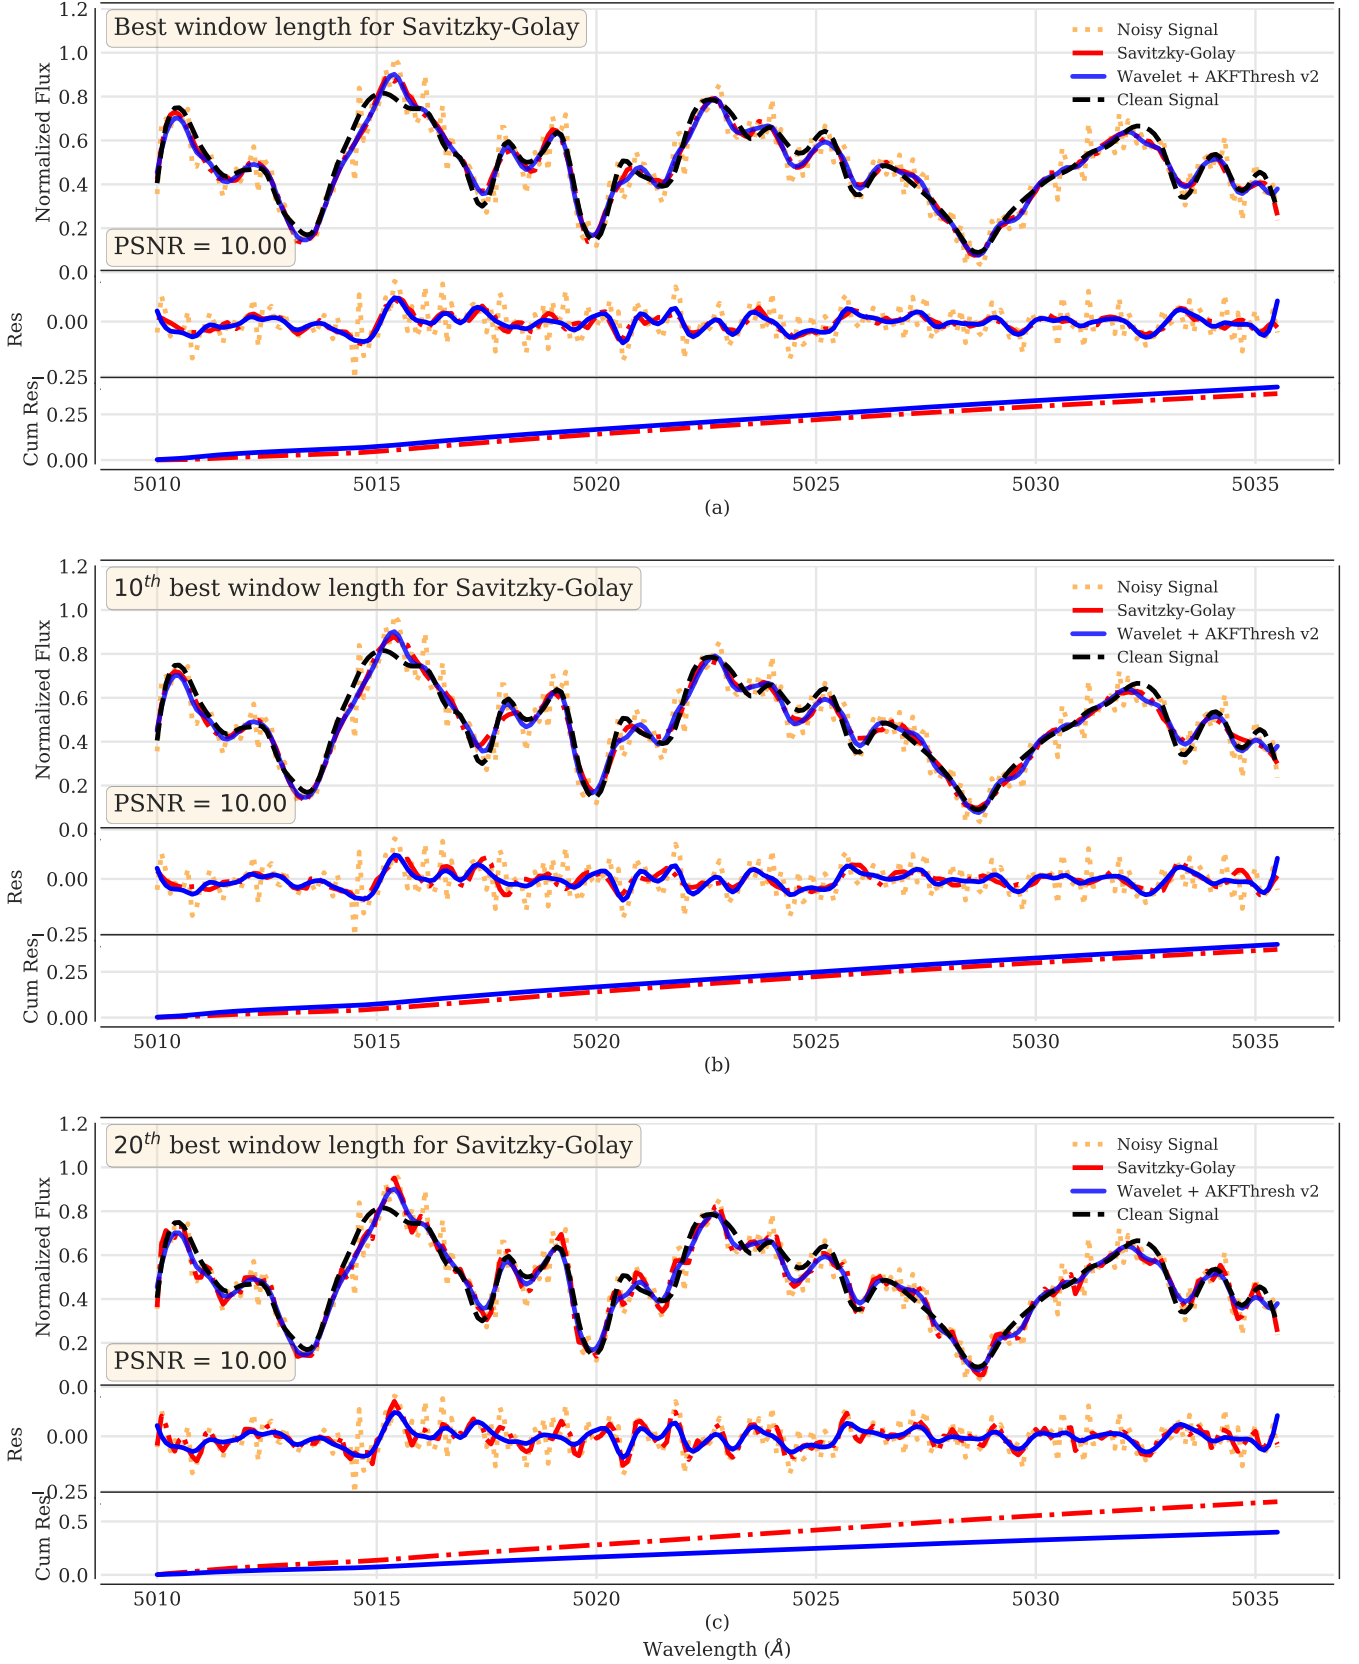 Best window length for Savitzky-Golay
Noisy Signal
Savitzky-Golay
Wavelet + AKFThresh v2
Clean Signal
PSNR = 10.00
Normalized Flux
1.2
1.0
0.8
0.6
0.4
0.2
0.0
Res
0.00
−0.25
Cum Res
0.25
0.00
5010 5015 5020 5025 5030 5035
(a)
10th best window length for Savitzky-Golay
Noisy Signal
Savitzky-Golay
Wavelet + AKFThresh v2
Clean Signal
PSNR = 10.00
Normalized Flux
1.2
1.0
0.8
0.6
0.4
0.2
0.0
Res
0.00
−0.25
Cum Res
0.25
0.00
5010 5015 5020 5025 5030 5035
(b)
20th best window length for Savitzky-Golay
Noisy Signal
Savitzky-Golay
Wavelet + AKFThresh v2
Clean Signal
PSNR = 10.00
Normalized Flux
1.2
1.0
0.8
0.6
0.4
0.2
0.0
Res
0.00
−0.25
Cum Res
0.5
0.0
5010 5015 5020 5025 5030 5035
(c)
Wavelength (Å)